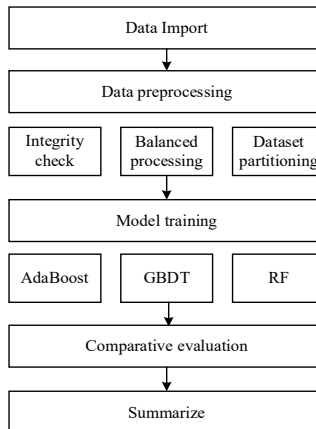 Data Import
Data preprocessing
Integrity
check
Balanced
processing
Dataset
partitioning
Model training
AdaBoost
GBDT
RF
Comparative evaluation
Summarize